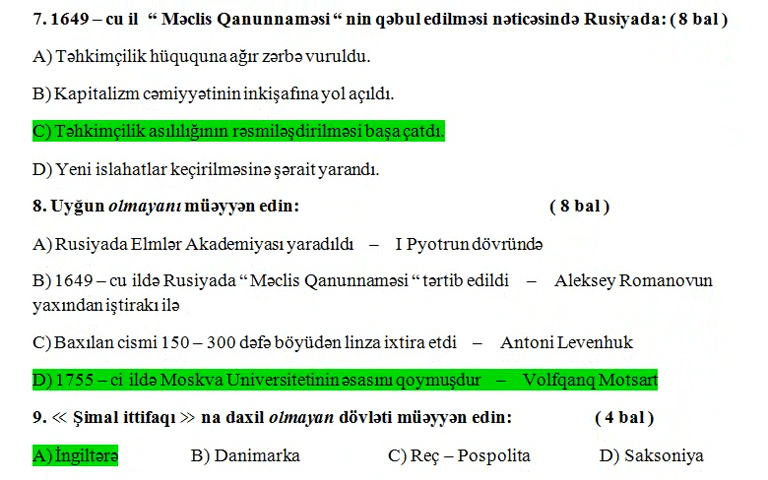 7. 1649 – cu il “ Məclis Qanunnaməsi “ nin qəbul edilməsi nəticəsində Rusiyada: ( 8 bal )
A) Təhkimçilik hüququna ağır zərbə vuruldu.
B) Kapitalizm cəmiyyətinin inkişafına yol açıldı.
C) Təhkimçilik asılılığının rəsmiləşdirilməsi başa çatdı.
D) Yeni islahatlar keçirilməsinə şərait yarandı.
8. Uyğun olmayanı müəyyən edin: ( 8 bal )
A) Rusiyada Elmlər Akademiyası yaradıldı – I Pyotrun dövründə
B) 1649 – cu ildə Rusiyada “ Məclis Qanunnaməsi “ tərtib edildi – Aleksey Romanovun
yaxından iştirakı ilə
C) Baxılan cismi 150 – 300 dəfə böyüdən linza ixtira etdi – Antoni Levenhuk
D) 1755 – ci ildə Moskva Universitetinin əsasını qoymuşdur – Volfqanq Motsart
9. << Şimal ittifaqı >> na daxil olmayan dövləti müəyyən edin: ( 4 bal )
A) İngiltərə B) Danimarka C) Reç – Pospolita D) Saksoniya